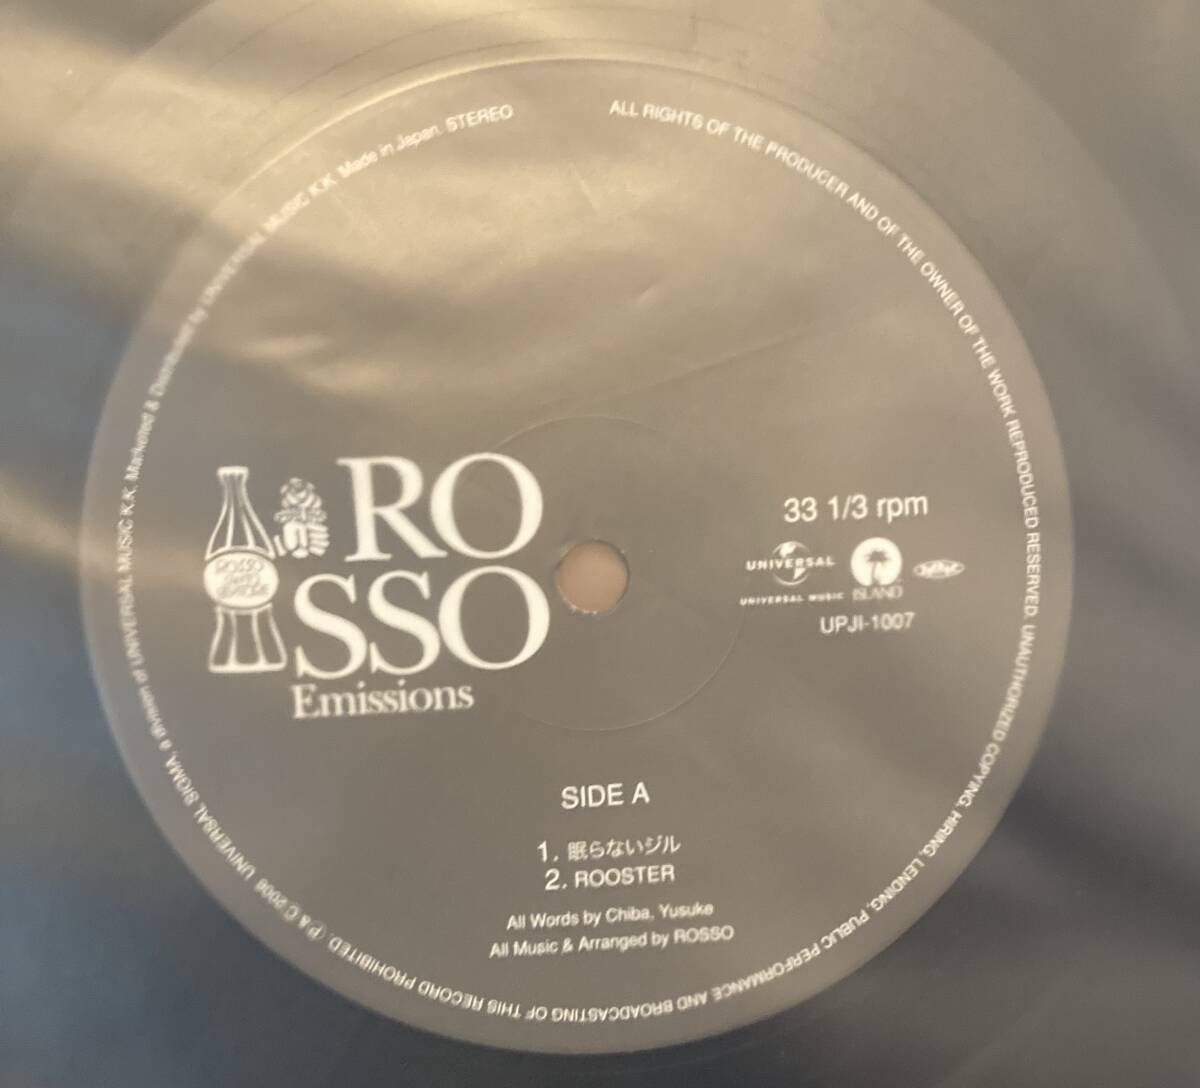 ALL RIGHTS OF THE PRODUCER AND OF THE OWNER OF THE WORK REPRODUCED RESERVED. UNAUTHORIZED COPYING, HIRING, LENDING, PUBLIC PERFORMANCE AND BROADCASTING OF THIS RECORD PROHIBITED. Ⓟ & C 2006 UNIVERSAL SIGMA, a division of UNIVERSAL MUSIC K.K. Marketed & Distributed by UNIVERSAL MUSIC K.K. Made in Japan. STEREO
RO
SSO
Emissions
ROSSO
33 1/3 rpm
UNIVERSAL
UNIVERSAL MUSIC
ISLAND
UPJI-1007
SIDE A
1. 眠らないジル
2. ROOSTER
All Words by Chiba, Yusuke
All Music & Arranged by ROSSO